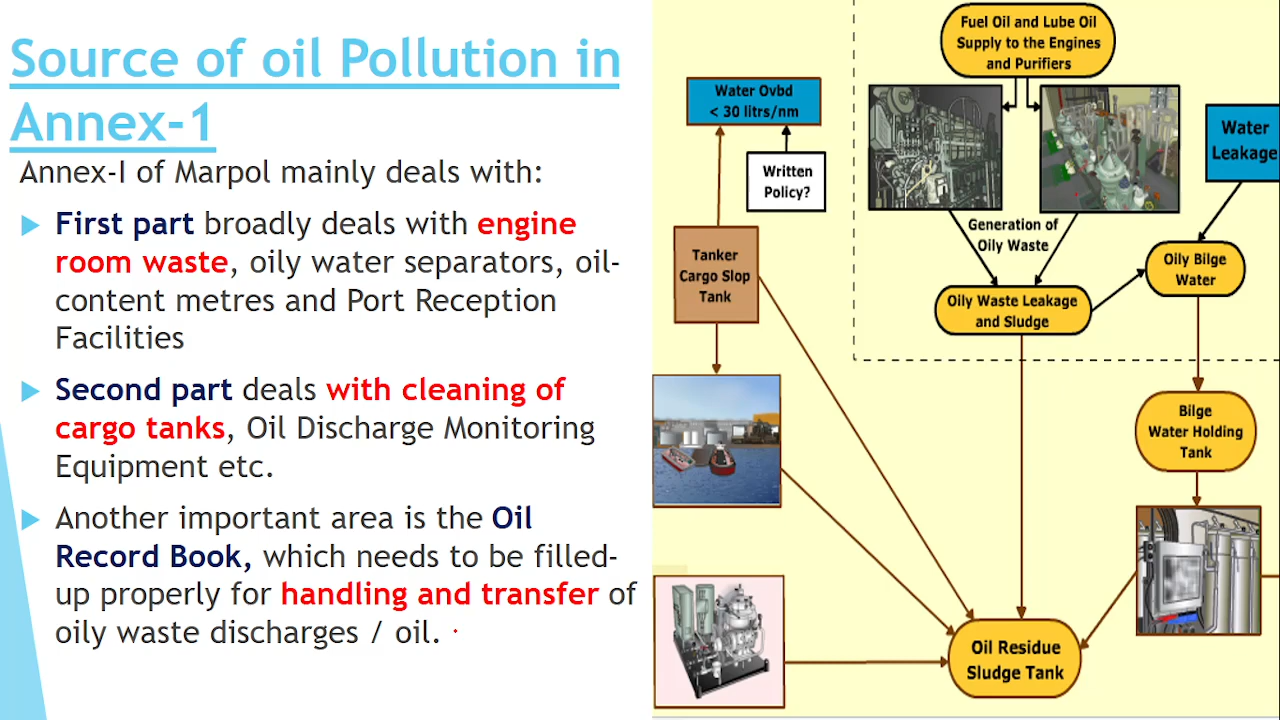 Source of oil Pollution in
Annex-1
Annex-I of Marpol mainly deals with:
First part broadly deals with engine
room waste, oily water separators, oil-
content metres and Port Reception
Facilities
Second part deals with cleaning of
cargo tanks, Oil Discharge Monitoring
Equipment etc.
Another important area is the Oil
Record Book, which needs to be filled-
up properly for handling and transfer of
oily waste discharges / oil.
Fuel Oil and Lube Oil
Supply to the Engines
and Purifiers
Water Ovbd
< 30 litrs/nm
Written
Policy?
Water
Leakage
Generation of
Oily Waste
Tanker
Cargo Slop
Tank
Oily Bilge
Water
Oily Waste Leakage
and Sludge
Bilge
Water Holding
Tank
Oil Residue
Sludge Tank